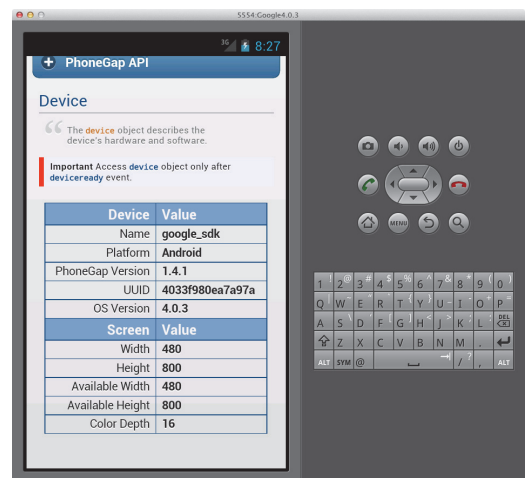 5554:Google4.0.3
3G 8:27
PhoneGap API
Device
The device object describes the
device's hardware and software.
Important Access device object only after
deviceready event.
Device Value
Name google_sdk
Platform Android
PhoneGap Version 1.4.1
UUID 4033f980ea7a97a
OS Version 4.0.3
Screen Value
Width 480
Height 800
Available Width 480
Available Height 800
Color Depth 16
MENU
1 ! 2 @ 3 # 4 $ 5 % 6 ^ 7 & 8 * 9 ( 0 )
Q W " E R T { Y } U - I - O + P =
A S \ D ' F [ G ] H < J > K ; L : DEL
Z X C V B N M .
ALT SYM @ / ? , ALT